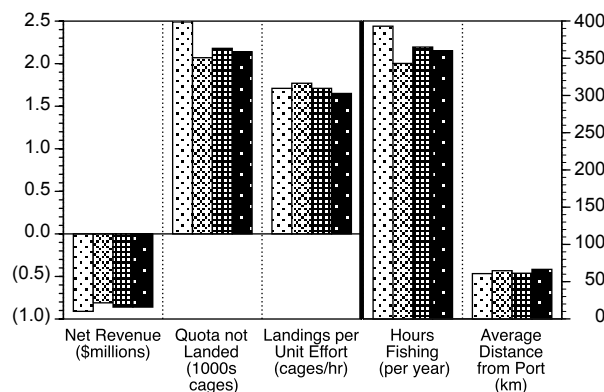 2.5
2.0
1.5
1.0
0.5
0.0
(0.5)
(1.0)
400
350
300
250
200
150
100
50
0
Net Revenue
($millions)
Quota not
Landed
(1000s
cages)
Landings per
Unit Effort
(cages/hr)
Hours
Fishing
(per year)
Average
Distance
from Port
(km)